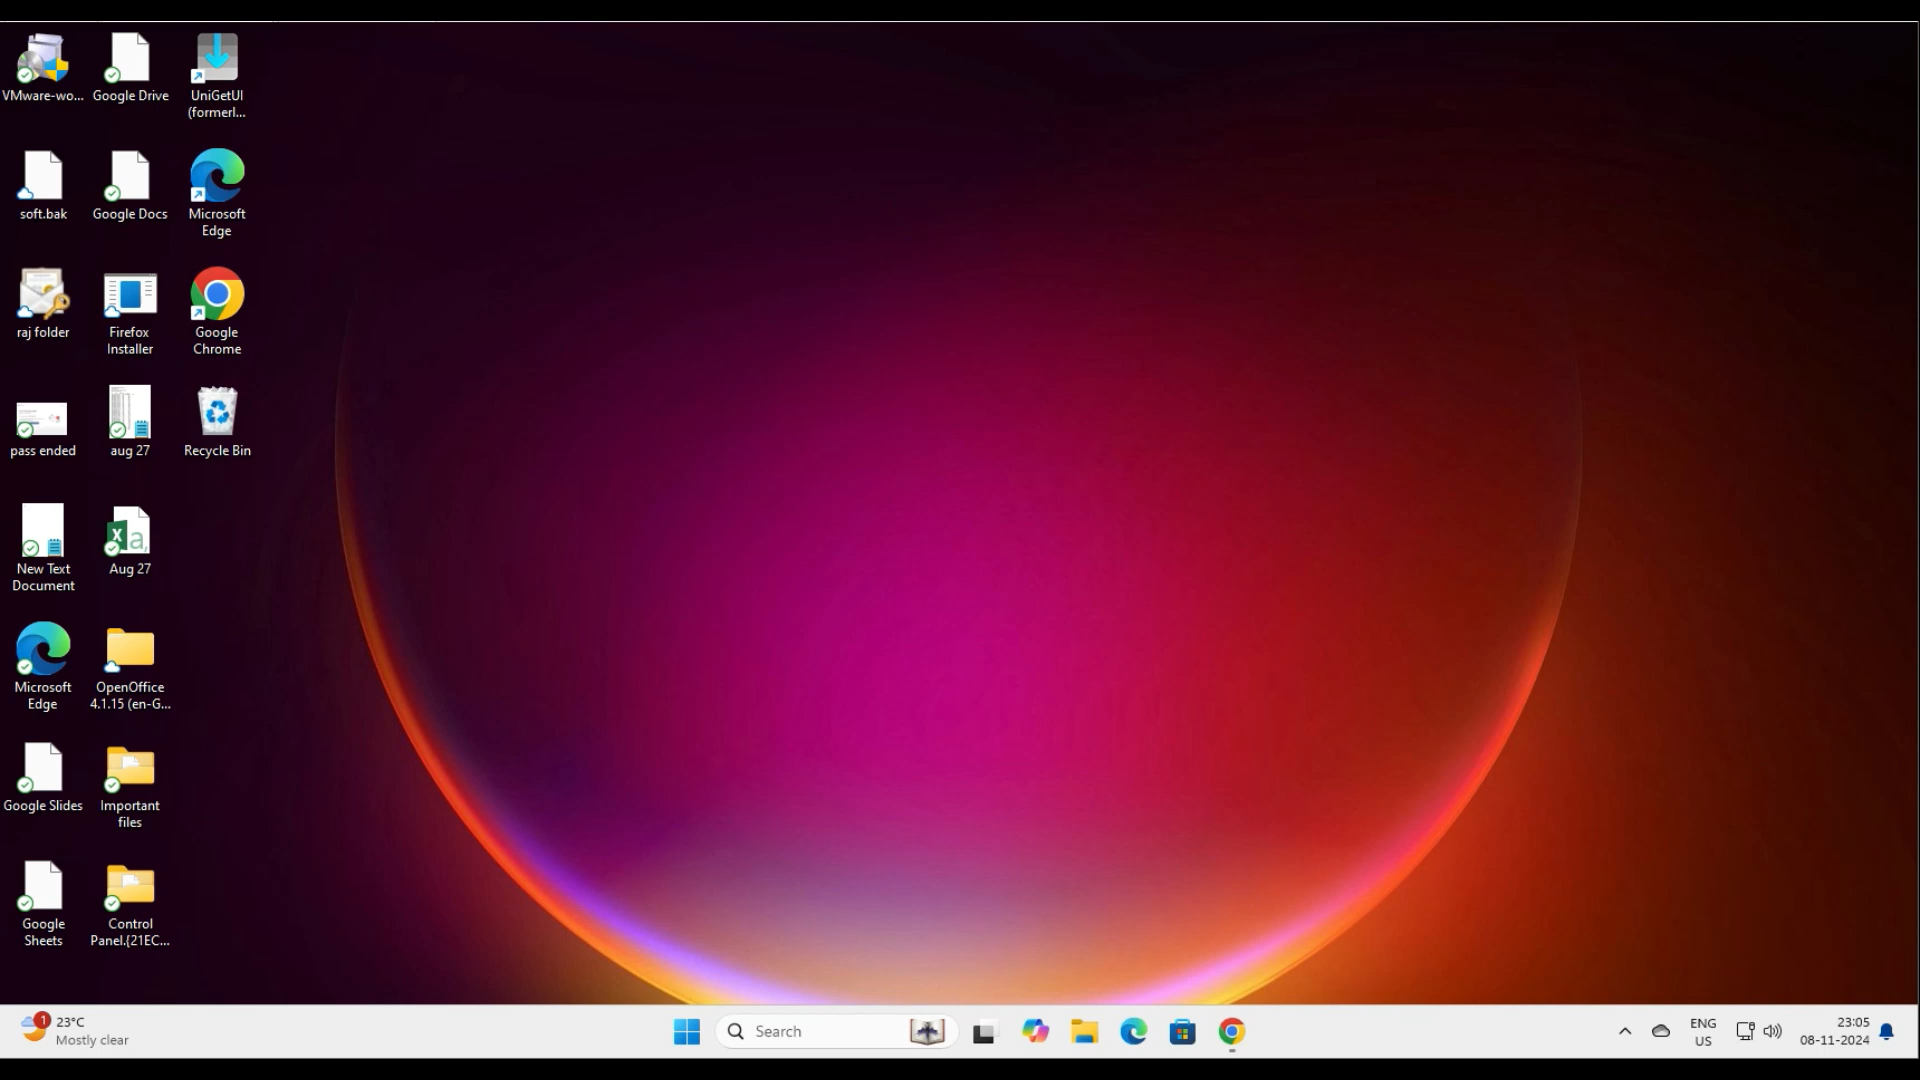 VMware-wo...
Google Drive
UniGetUI
(formerl...
soft.bak
Google Docs
Microsoft
Edge
raj folder
Firefox
Installer
Google
Chrome
pass ended
aug 27
Recycle Bin
New Text
Document
Aug 27
Microsoft
Edge
OpenOffice
4.1.15 (en-G...
Google Slides
Important
files
Google
Sheets
Control
Panel.{21EC...
1
23°C
Mostly clear
Search
ENG
US
23:05
08-11-2024